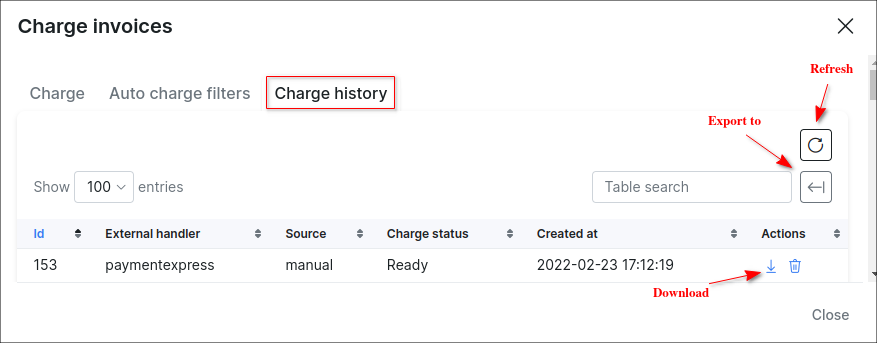 Charge invoices
Refresh
Charge Auto charge filters Charge history
Export to
Show 100 entries Table search
Id External handler Source Charge status Created at Actions
153 paymentexpress manual Ready 2022-02-23 17:12:19
Download
Close